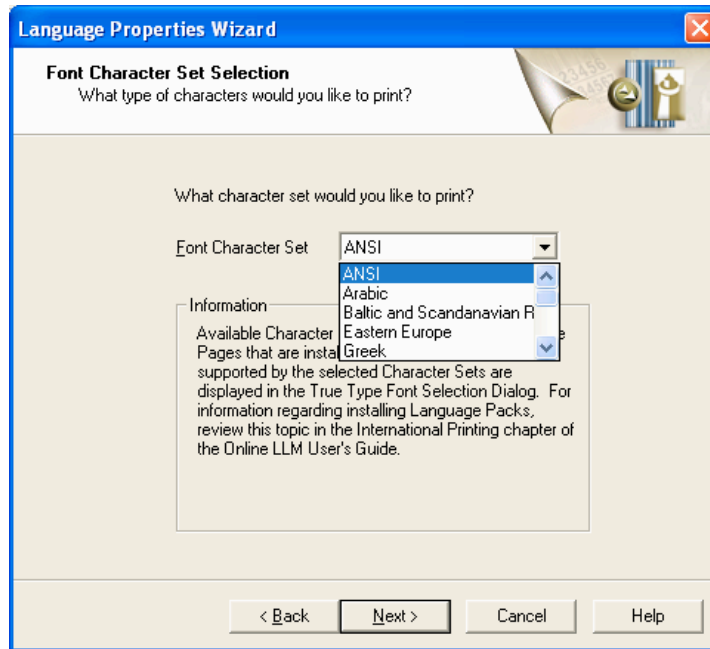 Language Properties Wizard
Font Character Set Selection
What type of characters would you like to print?
What character set would you like to print?
Font Character Set
ANSI
ANSI
Arabic
Baltic and Scandanavian R
Eastern Europe
Greek
Information
Available Character e
Pages that are instal
supported by the selected Character Sets are
displayed in the True Type Font Selection Dialog. For
information regarding installing Language Packs,
review this topic in the International Printing chapter of
the Online LLM User's Guide.
< Back
Next >
Cancel
Help